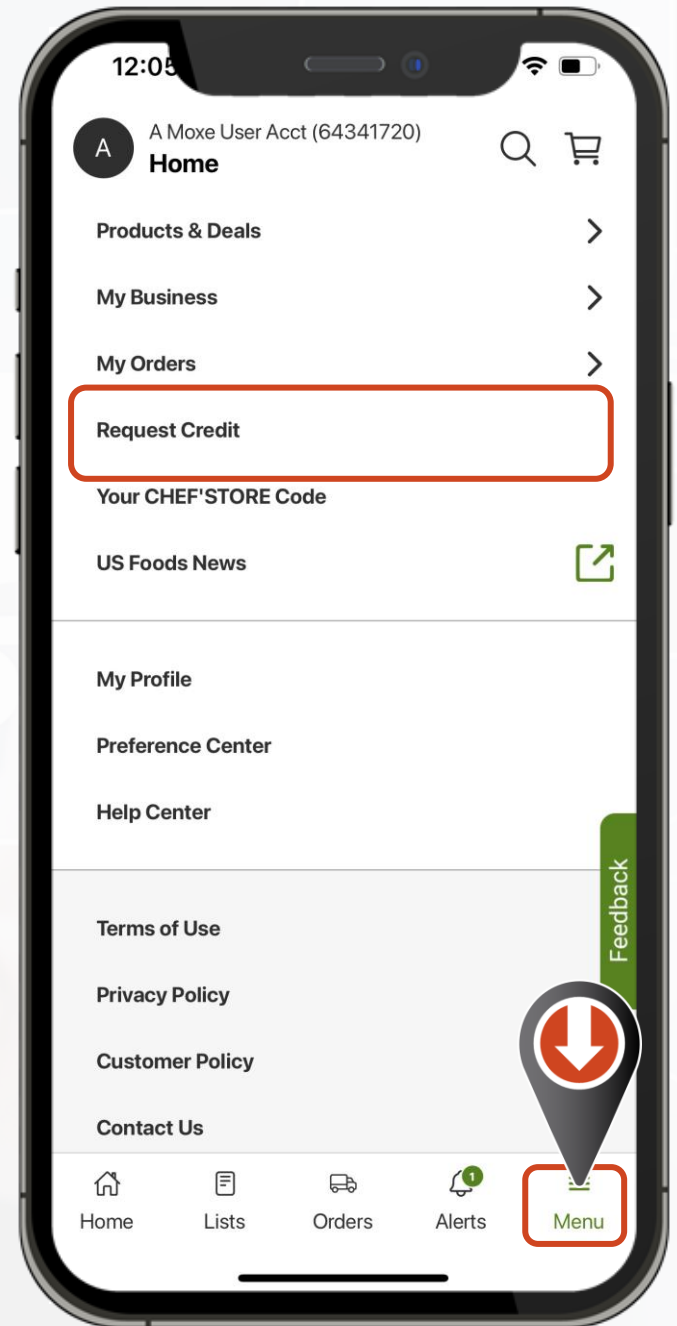 12:05
A
A Moxe User Acct (64341720)
Home
Products & Deals
My Business
My Orders
Request Credit
Your CHEF'STORE Code
US Foods News
My Profile
Preference Center
Help Center
Feedback
Terms of Use
Privacy Policy
Customer Policy
Contact Us
1
Home Lists Orders Alerts Menu